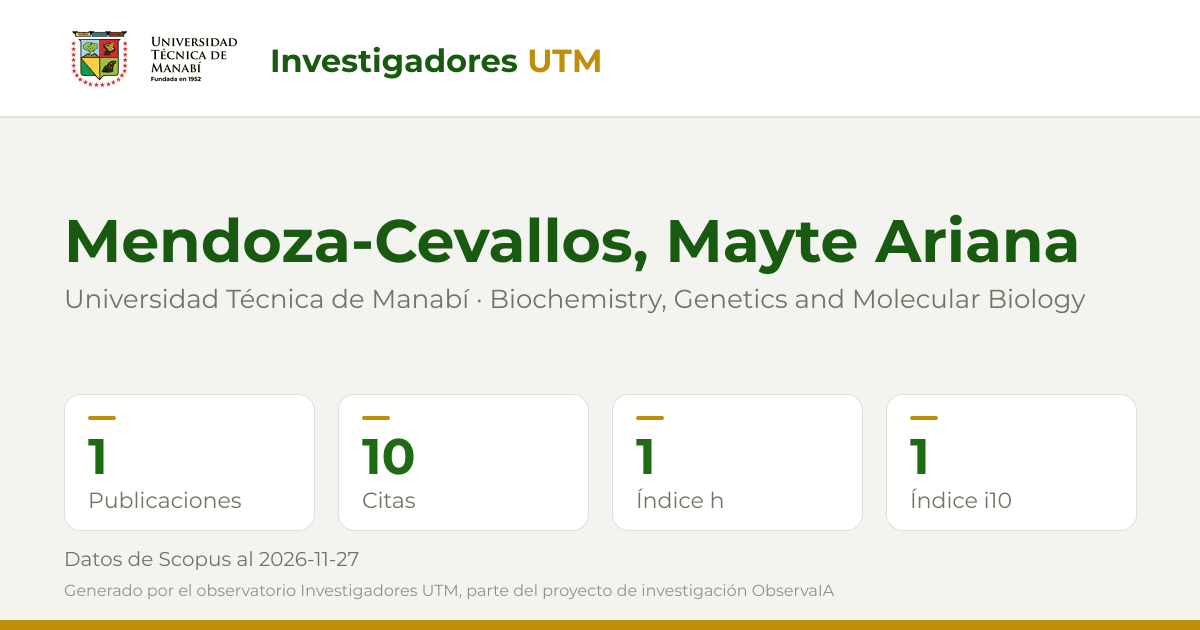 UNIVERSIDAD
TÉCNICA DE
MANABÍ
Fundada en 1952
Investigadores UTM
Mendoza-Cevallos, Mayte Ariana
Universidad Técnica de Manabí · Biochemistry, Genetics and Molecular Biology
1
Publicaciones
10
Citas
1
Índice h
1
Índice i10
Datos de Scopus al 2026-11-27
Generado por el observatorio Investigadores UTM, parte del proyecto de investigación ObservaIA